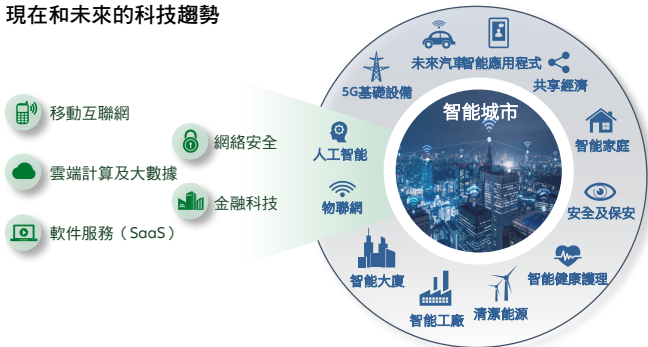 現在和未來的科技趨勢
移動互聯網
網絡安全
雲端計算及大數據
金融科技
軟件服務（SaaS）
未來汽車
智能應用程式
5G基礎設備
共享經濟
智能城市
人工智能
智能家庭
物聯網
安全及保安
智能大廈
智能健康護理
智能工廠
清潔能源